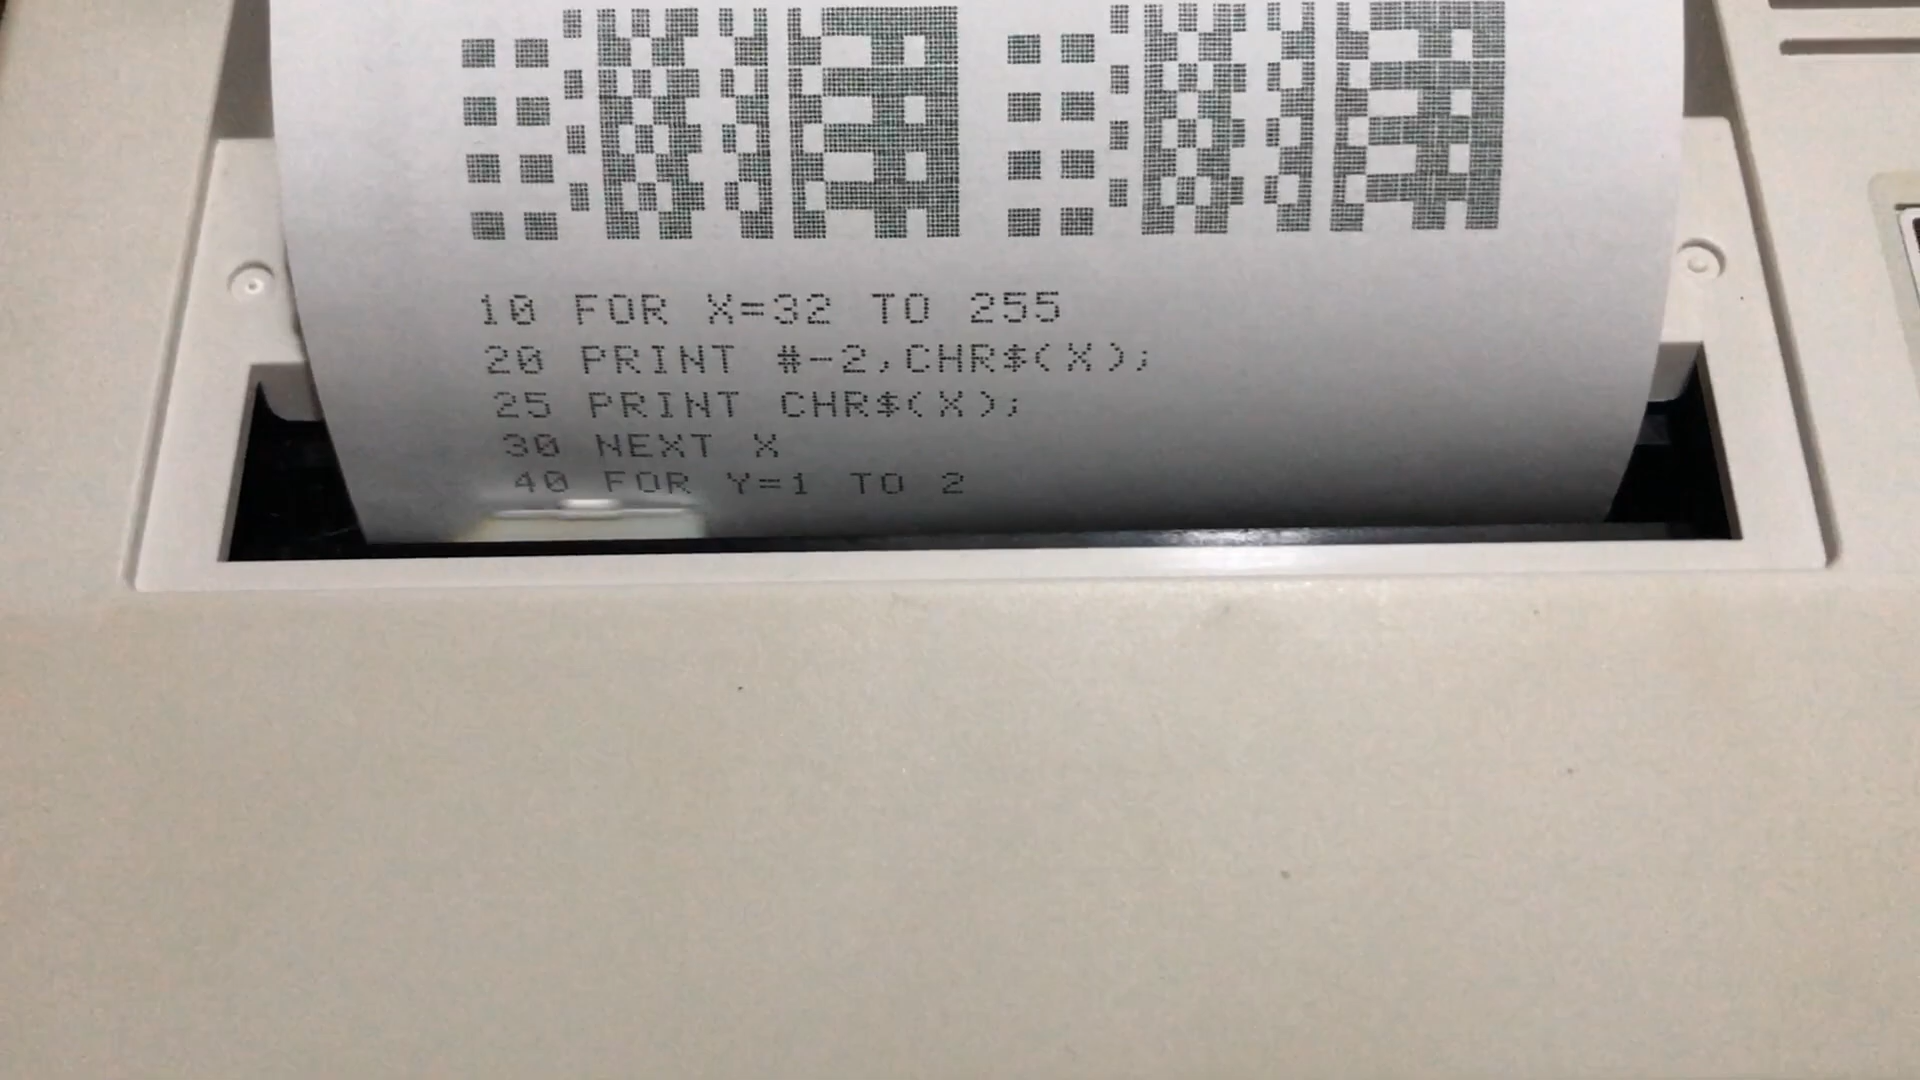 10 FOR X=32 TO 255
20 PRINT #-2,CHR$(X);
25 PRINT CHR$(X);
30 NEXT X
40 FOR Y=1 TO 2